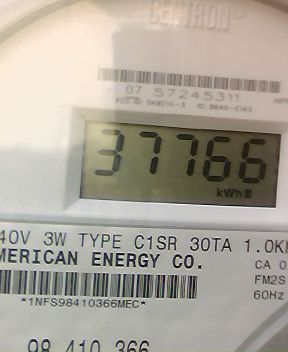 CENTRON
07 57245311
37766
kWh
40V 3W TYPE C1SR 30TA 1.0K
MERICAN ENERGY CO.
CA 0
FM2S
60Hz
*1NFS98410366MEC*
98 410 366